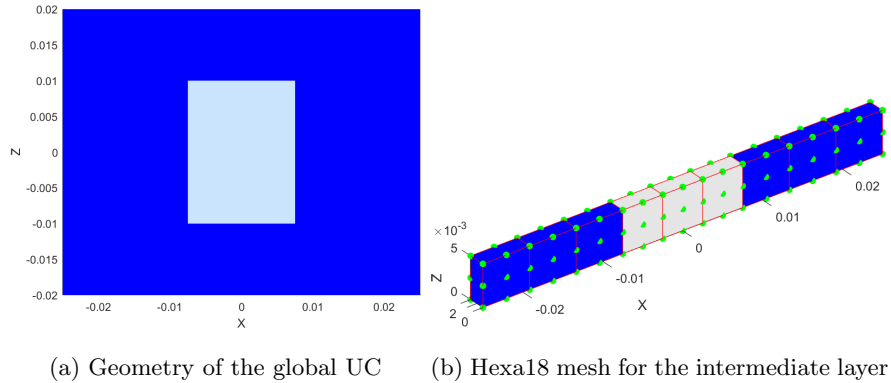 0.02
0.015
0.01
0.005
0
-0.005
-0.01
-0.015
-0.02
Z
-0.02 -0.01 0 0.01 0.02
X
×10⁻³
5
0
Z
2
0
-0.02
-0.01
0
0.01
0.02
X
(a) Geometry of the global UC
(b) Hexa18 mesh for the intermediate layer